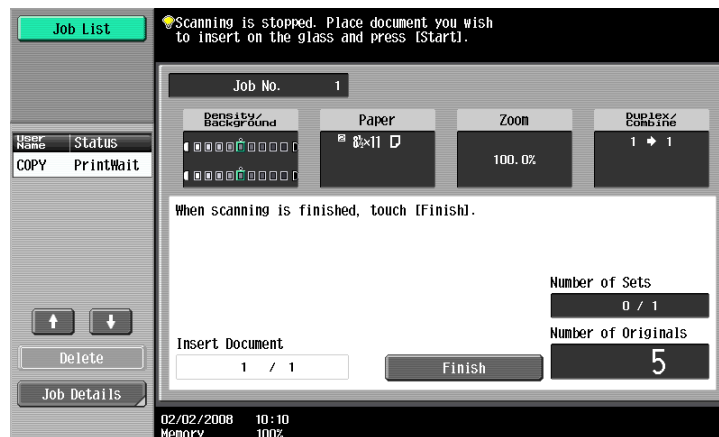 Job List
Scanning is stopped. Place document you wish
to insert on the glass and press [Start].
Job No. 1
User Name Status
COPY PrintWait
Density/
Background
Paper
Zoom
Duplex/
Combine
8½×11
100.0%
1 → 1
When scanning is finished, touch [Finish].
Number of Sets
0 / 1
Number of Originals
5
Insert Document
1 / 1
Finish
Delete
Job Details
02/02/2008 10:10
Memory 100%